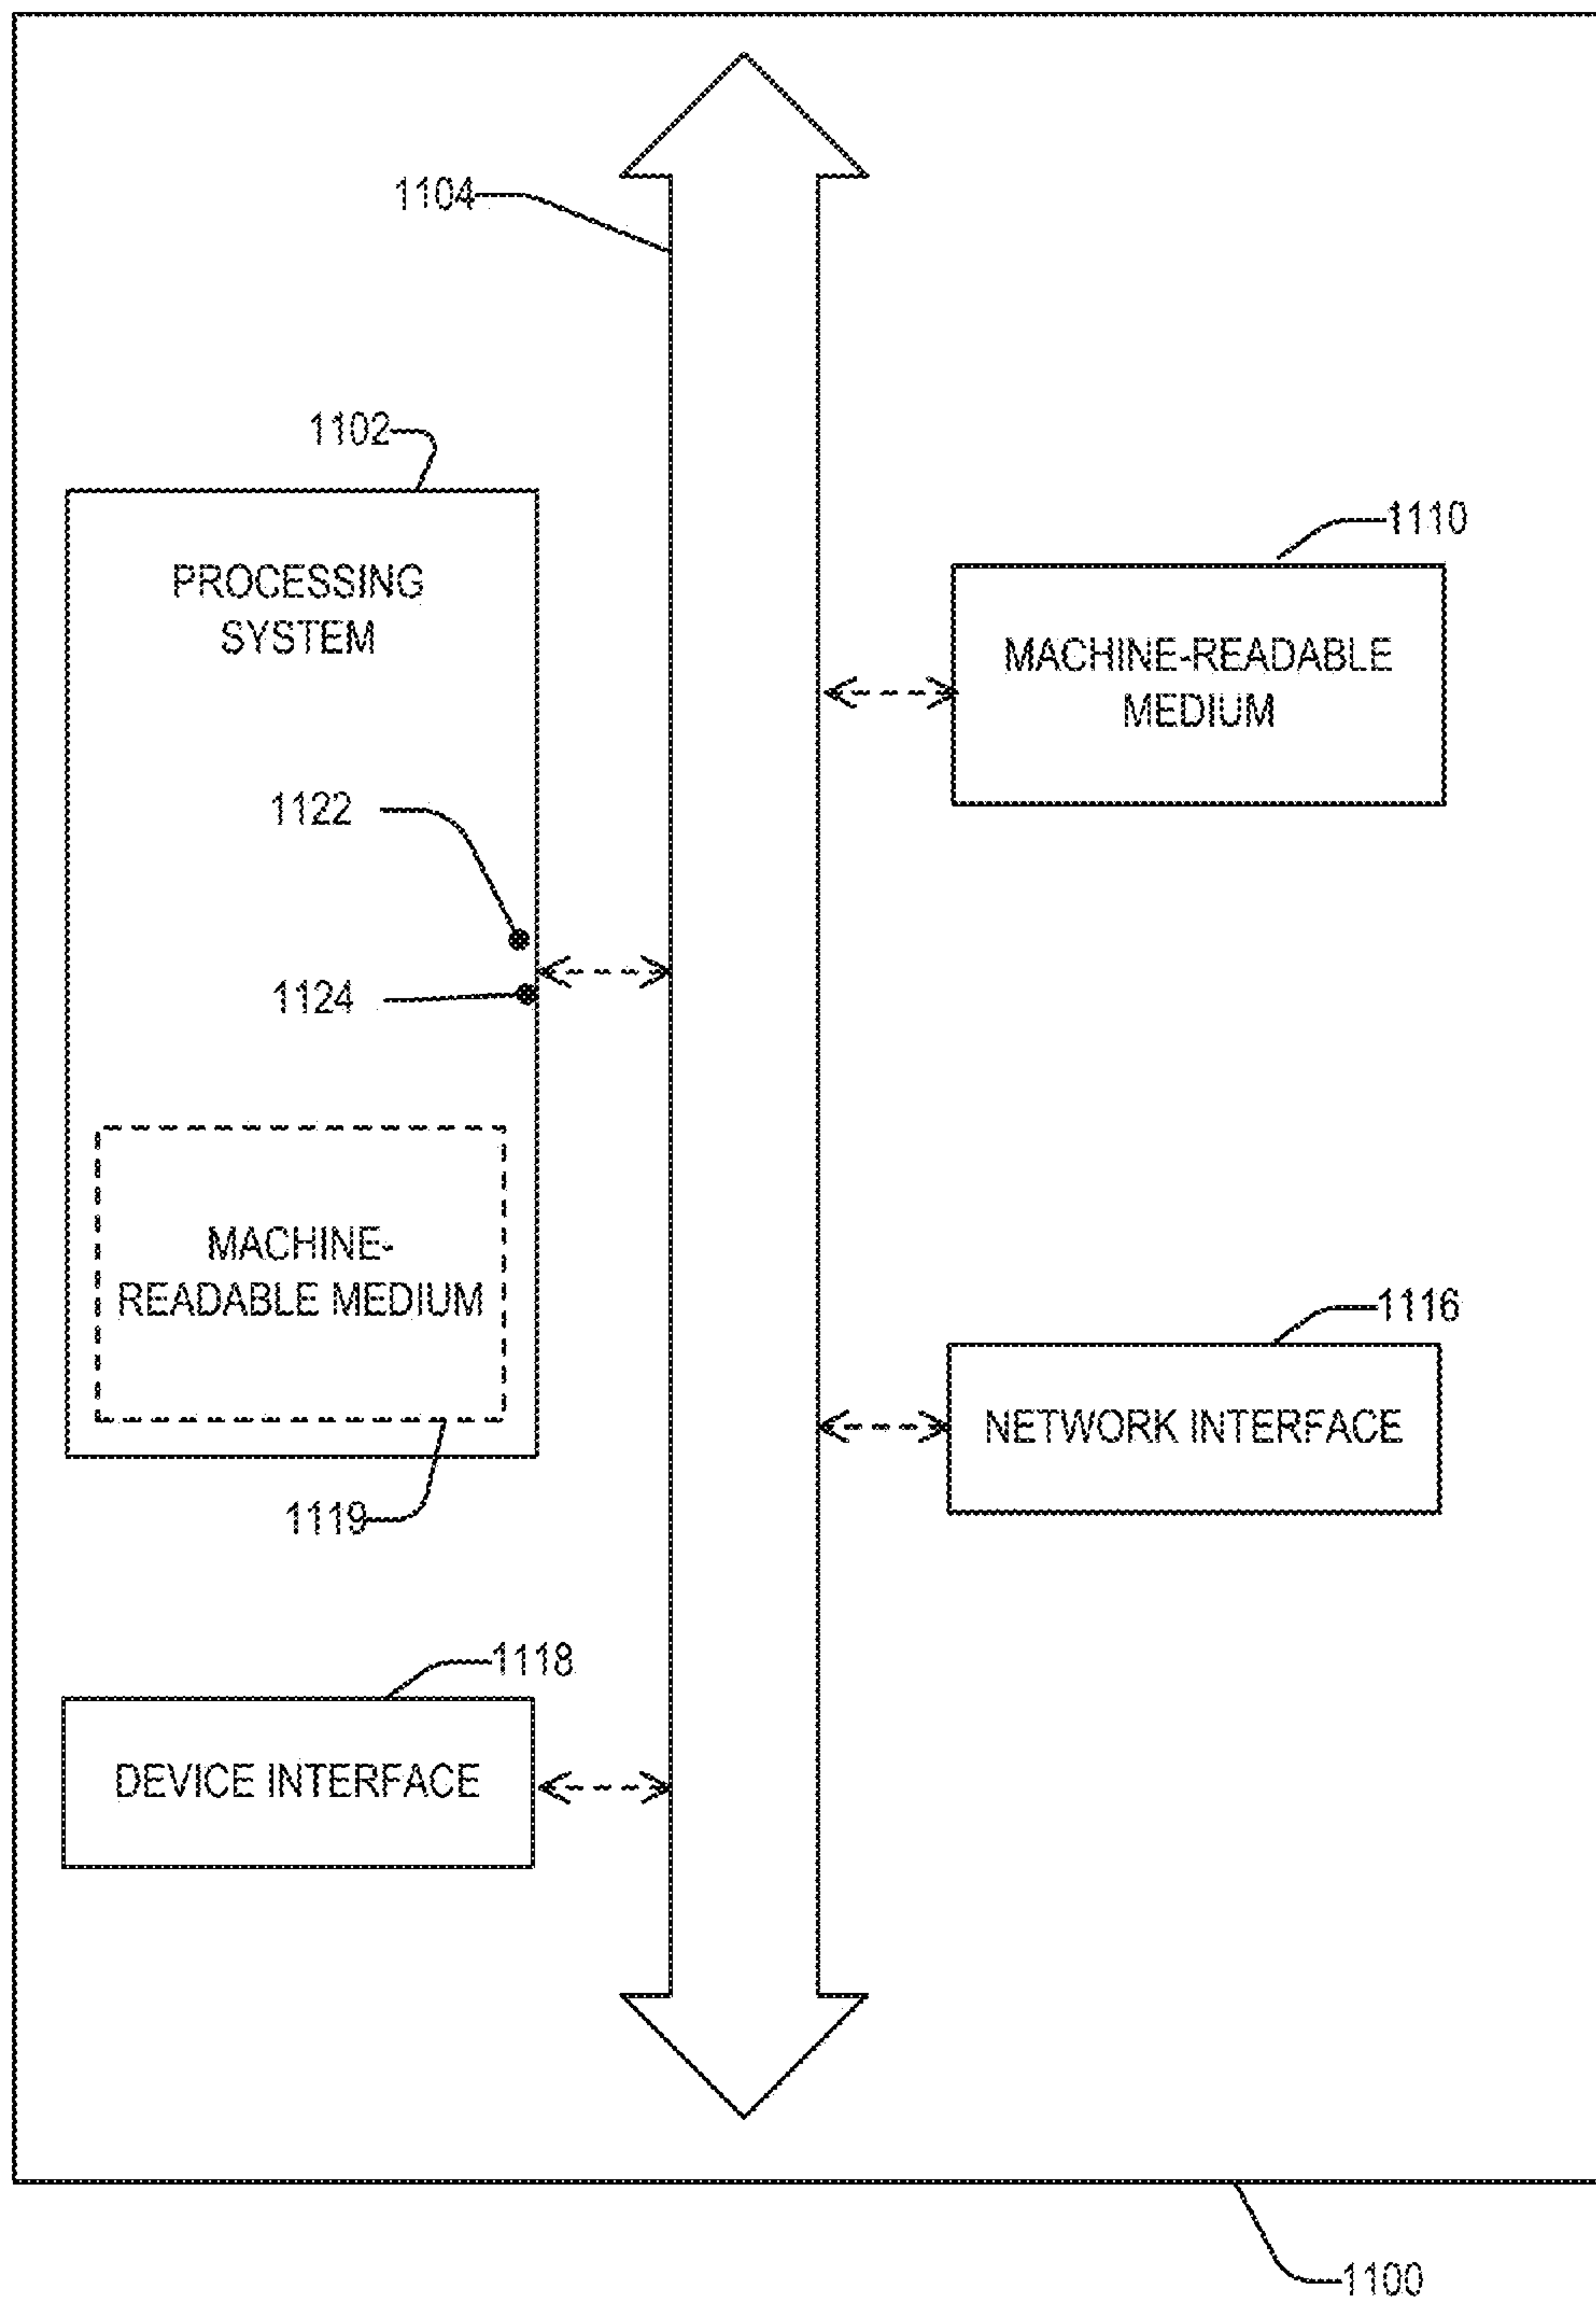 1104
1102
PROCESSING
SYSTEM
1110
MACHINE-READABLE
MEDIUM
1122
1124
MACHINE-
READABLE MEDIUM
1116
NETWORK INTERFACE
1119
1118
DEVICE INTERFACE
1100